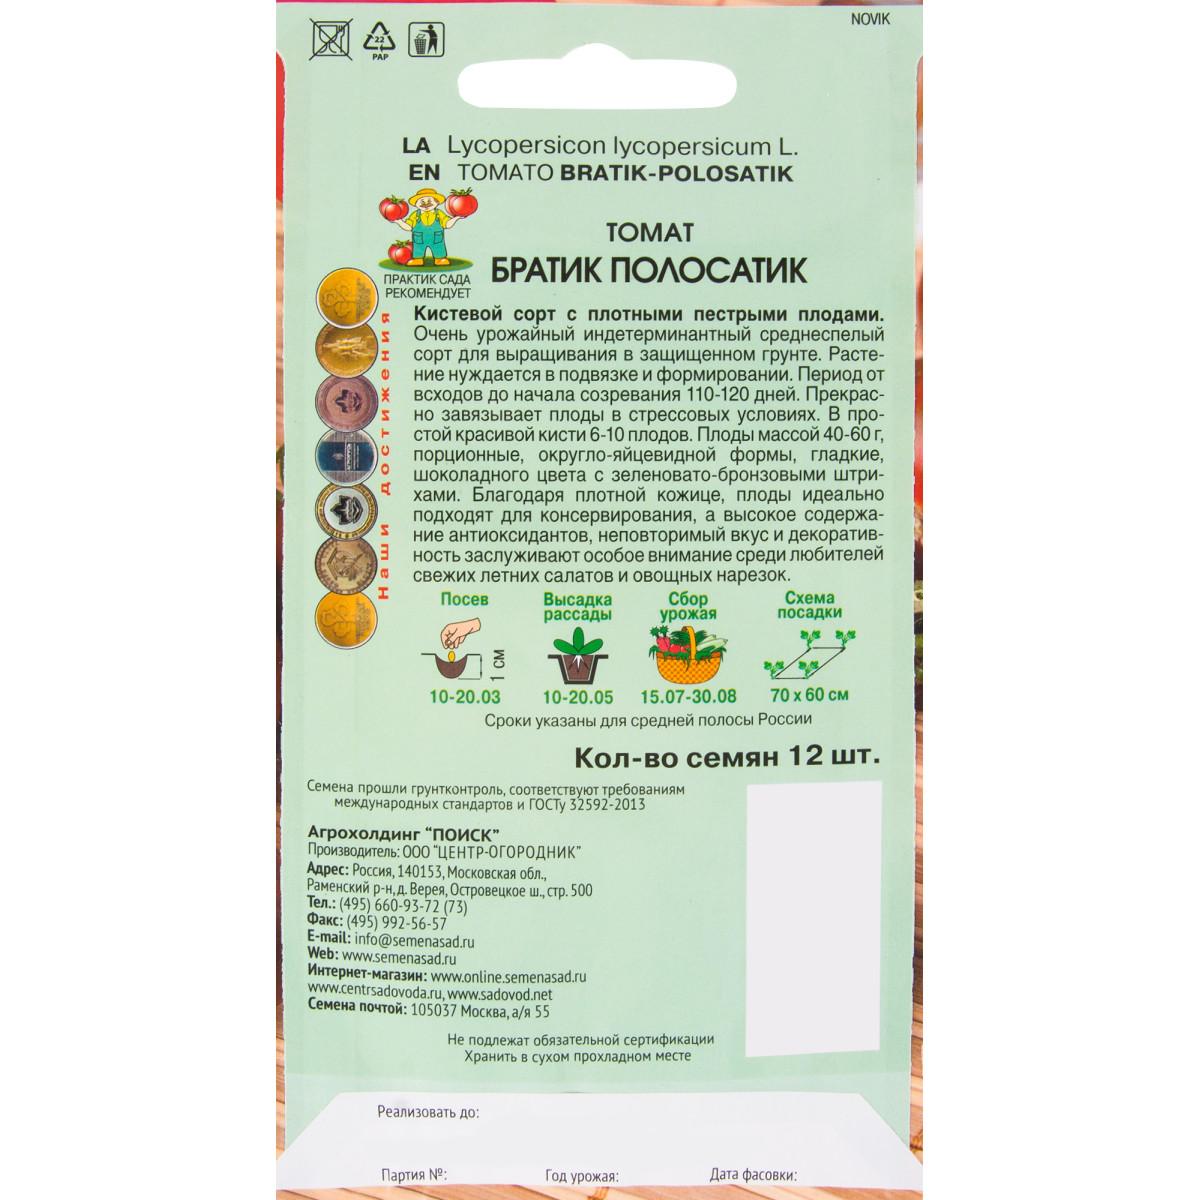 NOVIK
22
PAP
LA Lycopersicon lycopersicum L.
EN TOMATO BRATIK-POLOSATIK
ТОМАТ
БРАТИК ПОЛОСАТИК
ПРАКТИК САДА
РЕКОМЕНДУЕТ
Наши достижения
Кистевой сорт с плотными пестрыми плодами.
Очень урожайный индетерминантный среднеспелый
сорт для выращивания в защищенном грунте. Расте-
ние нуждается в подвязке и формировании. Период от
всходов до начала созревания 110-120 дней. Прекрас-
но завязывает плоды в стрессовых условиях. В про-
стой красивой кисти 6-10 плодов. Плоды массой 40-60 г,
порционные, округло-яйцевидной формы, гладкие,
шоколадного цвета с зеленовато-бронзовыми штри-
хами. Благодаря плотной кожице, плоды идеально
подходят для консервирования, а высокое содержа-
ние антиоксидантов, неповторимый вкус и декоратив-
ность заслуживают особое внимание среди любителей
свежих летних салатов и овощных нарезок.
Посев
Высадка рассады
Сбор урожая
Схема посадки
1 см
10-20.03
10-20.05
15.07-30.08
70 х 60 см
Сроки указаны для средней полосы России
Кол-во семян 12 шт.
Семена прошли грунтконтроль, соответствуют требованиям
международных стандартов и ГОСТу 32592-2013
Агрохолдинг "ПОИСК"
Производитель: ООО "ЦЕНТР-ОГОРОДНИК"
Адрес: Россия, 140153, Московская обл.,
Раменский р-н, д. Верея, Островецкое ш., стр. 500
Тел.: (495) 660-93-72 (73)
Факс: (495) 992-56-57
E-mail: info@semenasad.ru
Web: www.semenasad.ru
Интернет-магазин: www.online.semenasad.ru
www.centrsadovoda.ru, www.sadovod.net
Семена почтой: 105037 Москва, а/я 55
Не подлежат обязательной сертификации
Хранить в сухом прохладном месте
Реализовать до:
Партия №:
Год урожая:
Дата фасовки: